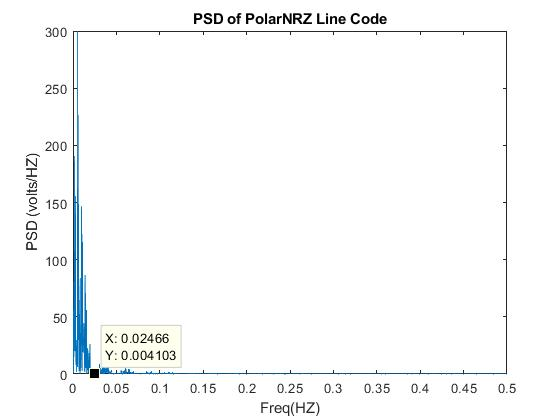 PSD of PolarNRZ Line Code
PSD (volts/HZ)
300
250
200
150
100
50
0
X: 0.02466
Y: 0.004103
0 0.05 0.1 0.15 0.2 0.25 0.3 0.35 0.4 0.45 0.5
Freq(HZ)